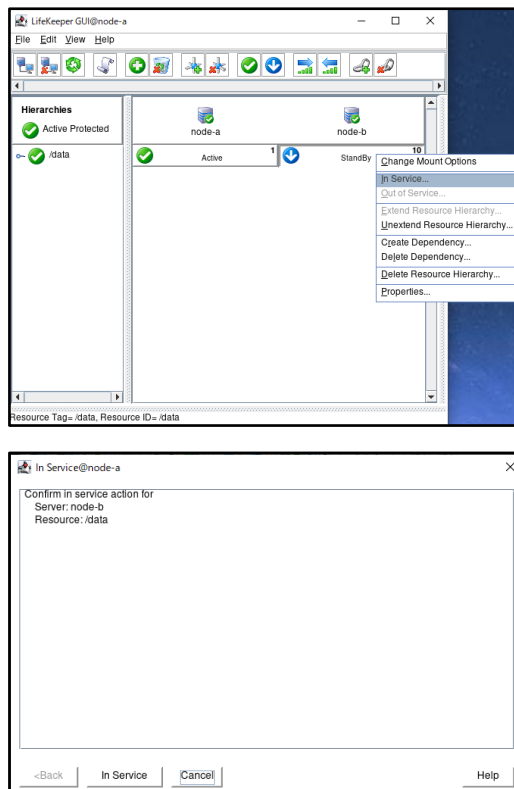 LifeKeeper GUI@node-a
File Edit View Help
Hierarchies
Active Protected
node-a
node-b
/data
Active
1
StandBy
10
Change Mount Options
In Service...
Out of Service...
Extend Resource Hierarchy...
Unextend Resource Hierarchy...
Create Dependency...
Delete Dependency...
Delete Resource Hierarchy...
Properties...
Resource Tag= /data, Resource ID= /data
In Service@node-a
Confirm in service action for
Server: node-b
Resource: /data
<Back
In Service
Cancel
Help